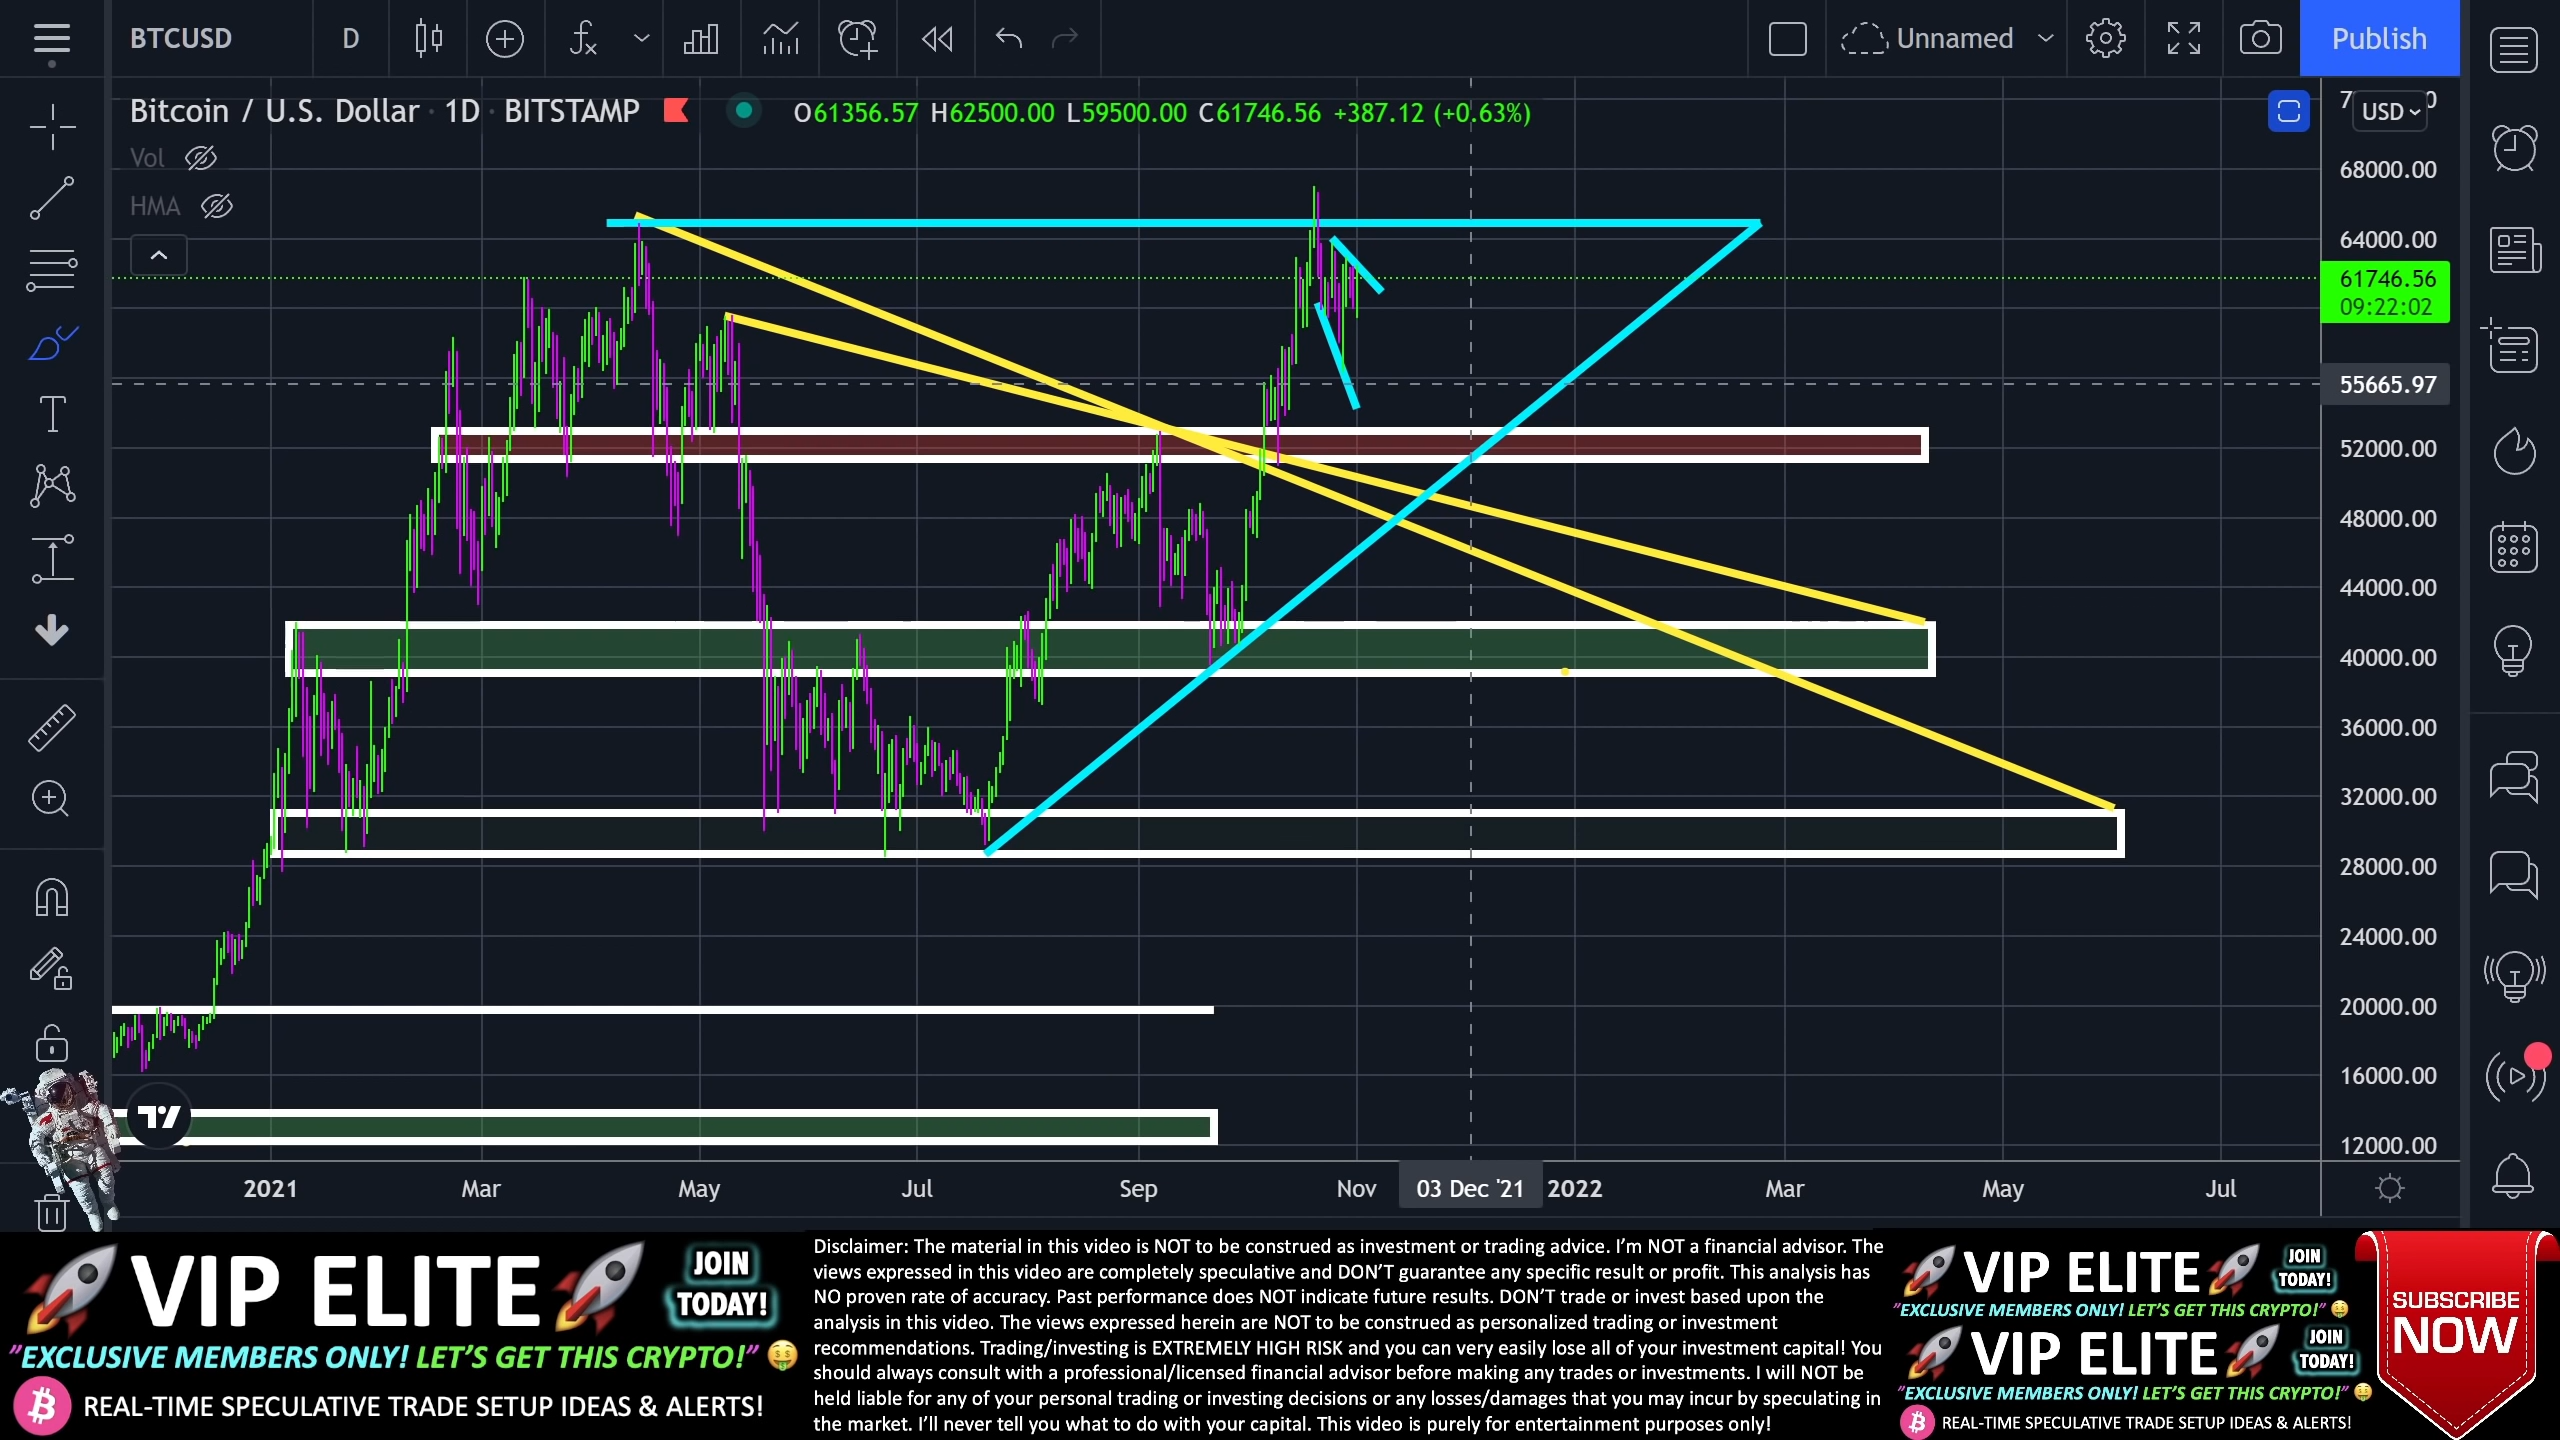 BTCUSD D Unnamed Publish
Bitcoin / U.S. Dollar · 1D · BITSTAMP O61356.57 H62500.00 L59500.00 C61746.56 +387.12 (+0.63%)
USD
Vol
HMA
68000.00
64000.00
61746.56
09:22:02
55665.97
52000.00
48000.00
44000.00
40000.00
36000.00
32000.00
28000.00
24000.00
20000.00
16000.00
12000.00
2021 Mar May Jul Sep Nov 03 Dec '21 2022 Mar May Jul
VIP ELITE JOIN TODAY!
"EXCLUSIVE MEMBERS ONLY! LET'S GET THIS CRYPTO!"
REAL-TIME SPECULATIVE TRADE SETUP IDEAS & ALERTS!
Disclaimer: The material in this video is NOT to be construed as investment or trading advice. I'm NOT a financial advisor. The
views expressed in this video are completely speculative and DON'T guarantee any specific result or profit. This analysis has
NO proven rate of accuracy. Past performance does NOT indicate future results. DON'T trade or invest based upon the
analysis in this video. The views expressed herein are NOT to be construed as personalized trading or investment
recommendations. Trading/investing is EXTREMELY HIGH RISK and you can very easily lose all of your investment capital! You
should always consult with a professional/licensed financial advisor before making any trades or investments. I will NOT be
held liable for any of your personal trading or investing decisions or any losses/damages that you may incur by speculating in
the market. I'll never tell you what to do with your capital. This video is purely for entertainment purposes only!
VIP ELITE JOIN TODAY!
"EXCLUSIVE MEMBERS ONLY! LET'S GET THIS CRYPTO!"
VIP ELITE JOIN TODAY!
"EXCLUSIVE MEMBERS ONLY! LET'S GET THIS CRYPTO!"
REAL-TIME SPECULATIVE TRADE SETUP IDEAS & ALERTS!
SUBSCRIBE
NOW